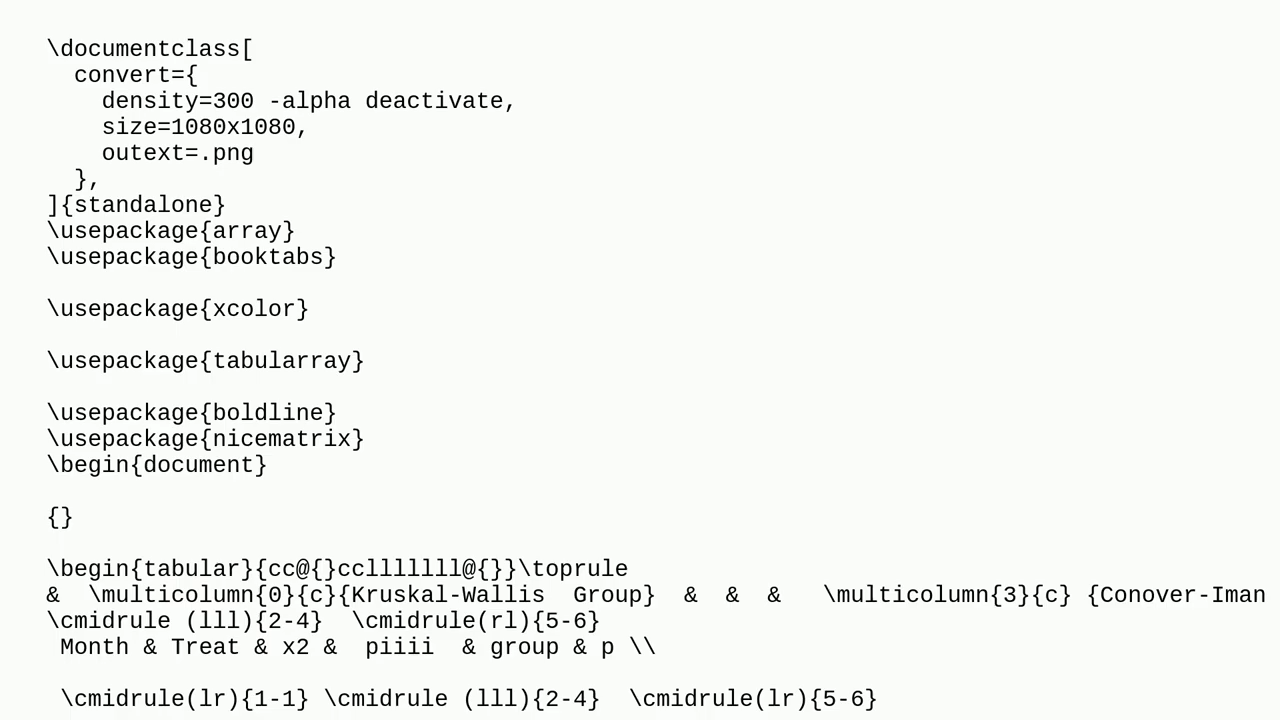 \documentclass[
  convert={
    density=300 -alpha deactivate,
    size=1080x1080,
    outext=.png
  },
]{standalone}
\usepackage{array}
\usepackage{booktabs}
\usepackage{xcolor}
\usepackage{tabularray}
\usepackage{boldline}
\usepackage{nicematrix}
\begin{document}
{}
\begin{tabular}{cc@{}cclllllll@{}}\toprule
&  \multicolumn{0}{c}{Kruskal-Wallis  Group}  &  &  &   \multicolumn{3}{c} {Conover-Iman
\cmidrule (lll){2-4}  \cmidrule(rl){5-6}
 Month & Treat & x2 &  piiii  & group & p \\
 \cmidrule(lr){1-1} \cmidrule (lll){2-4}  \cmidrule(lr){5-6}